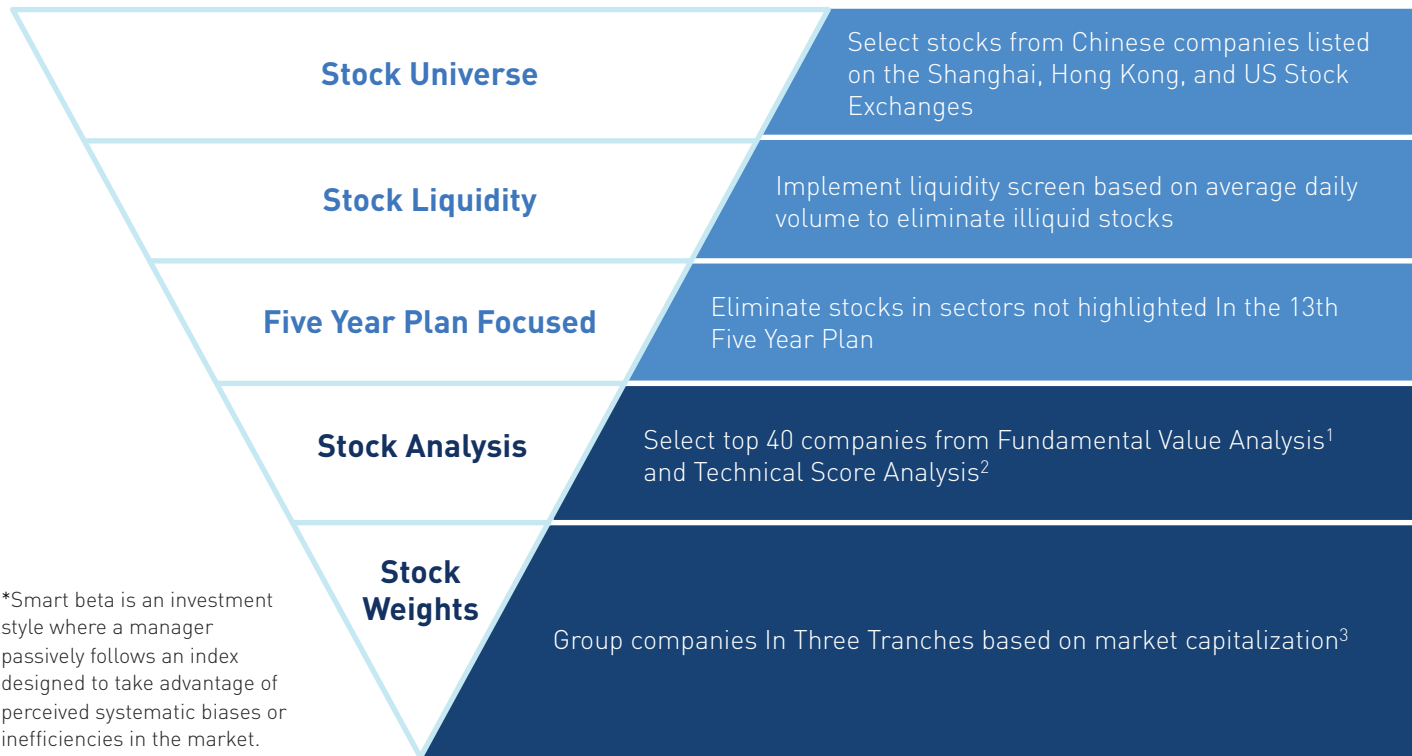 Stock Universe
Select stocks from Chinese companies listed
on the Shanghai, Hong Kong, and US Stock
Exchanges
Stock Liquidity
Implement liquidity screen based on average daily
volume to eliminate illiquid stocks
Five Year Plan Focused
Eliminate stocks in sectors not highlighted In the 13th
Five Year Plan
Stock Analysis
Select top 40 companies from Fundamental Value Analysis¹
and Technical Score Analysis²
Stock
Weights
Group companies In Three Tranches based on market capitalization³
*Smart beta is an investment
style where a manager
passively follows an index
designed to take advantage of
perceived systematic biases or
inefficiencies in the market.